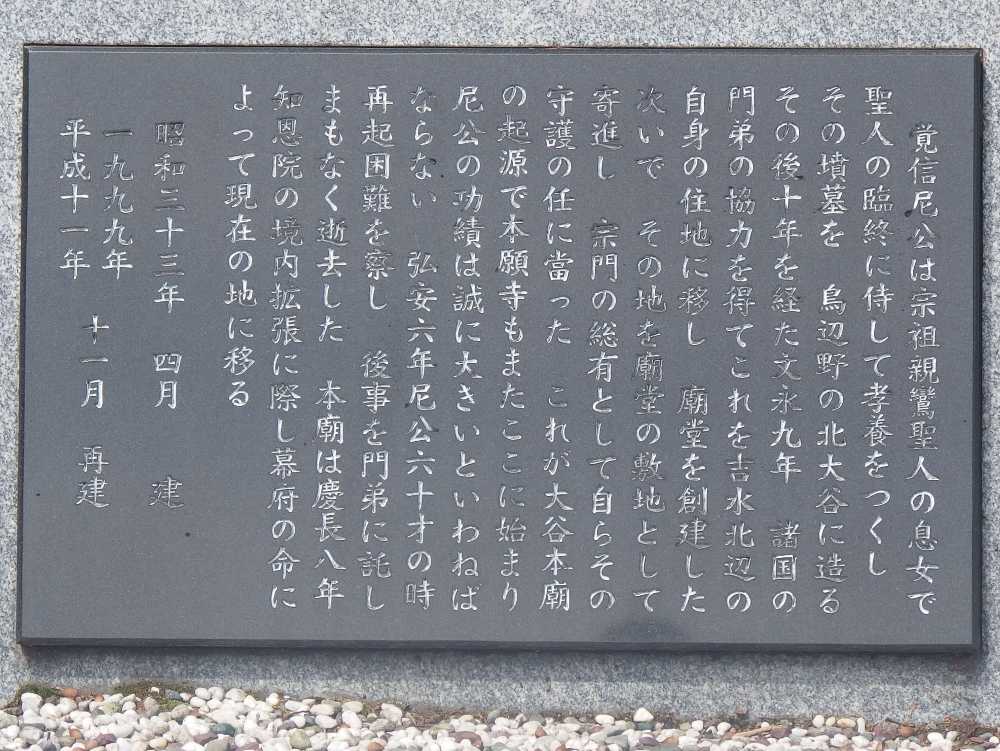 覚信尼公は宗祖親鸞聖人の息女で
聖人の臨終に侍して孝養をつくし
その墳墓を　鳥辺野の北大谷に造る
その後十年を経た文永九年　諸国の
門弟の協力を得てこれを吉水北辺の
自身の住地に移し　廟堂を創建した
次いで　その地を廟堂の敷地として
寄進し　宗門の総有として自らその
守護の任に當った　これが大谷本廟
の起源で本願寺もまたここに始まり
尼公の功績は誠に大きいといわねば
ならない　弘安六年尼公六十才の時
再起困難を察し　後事を門弟に託し
まもなく逝去した　本廟は慶長八年
知恩院の境内拡張に際し幕府の命に
よって現在の地に移る
昭和三十三年　四月　建
一九九九年
平成十一年　十一月　再建